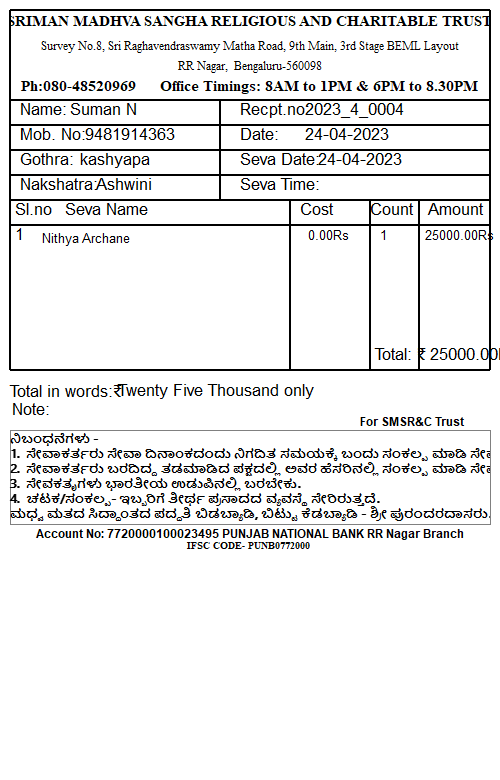 SRIMAN MADHVA SANGHA RELIGIOUS AND CHARITABLE TRUST
Survey No.8, Sri Raghavendraswamy Matha Road, 9th Main, 3rd Stage BEML Layout
RR Nagar, Bengaluru-560098
Ph:080-48520969 Office Timings: 8AM to 1PM & 6PM to 8.30PM
Name: Suman N Recpt.no2023_4_0004
Mob. No:9481914363 Date: 24-04-2023
Gothra: kashyapa Seva Date:24-04-2023
Nakshatra:Ashwini Seva Time:
Sl.no Seva Name Cost Count Amount
1 Nithya Archane 0.00Rs 1 25000.00Rs
Total: ₹ 25000.00
Total in words:₹Twenty Five Thousand only
Note:
For SMSR&C Trust
ನಿಬಂಧನೆಗಳು -
1. ಸೇವಾಕರ್ತರು ಸೇವಾ ದಿನಾಂಕದಂದು ನಿಗದಿತ ಸಮಯಕ್ಕೆ ಬಂದು ಸಂಕಲ್ಪ ಮಾಡಿ
2. ಸೇವಾಕರ್ತರು ಬರದಿದ್ದ ತಡಮಾಡಿದ ಪಕ್ಷದಲ್ಲಿ ಅವರ ಹೆಸರಿನಲ್ಲಿ ಸಂಕಲ್ಪ ಮಾಡಿ
3. ಸೇವಕತೃಗಳು ಭಾರತೀಯ ಉಡುಪಿನಲ್ಲಿ ಬರಬೇಕು.
4. ಚಟಕ/ಸಂಕಲ್ಪ- ಇಬ್ಬರಿಗೆ ತೀರ್ಥ ಪ್ರಸಾದದ ವ್ಯವಸ್ಥೆ ಸೇರಿರುತ್ತದೆ.
ಮಧ್ವ ಮತದ ಸಿದ್ಧಾಂತದ ಪದ್ಧತಿ ಬಿಡಬ್ಯಾಡಿ, ಬಿಟ್ಟು ಕೆಡಬ್ಯಾಡಿ - ಶ್ರೀ ಪುರಂದರದಾಸರು.
Account No: 7720000100023495 PUNJAB NATIONAL BANK RR Nagar Branch
IFSC CODE- PUNB0772000